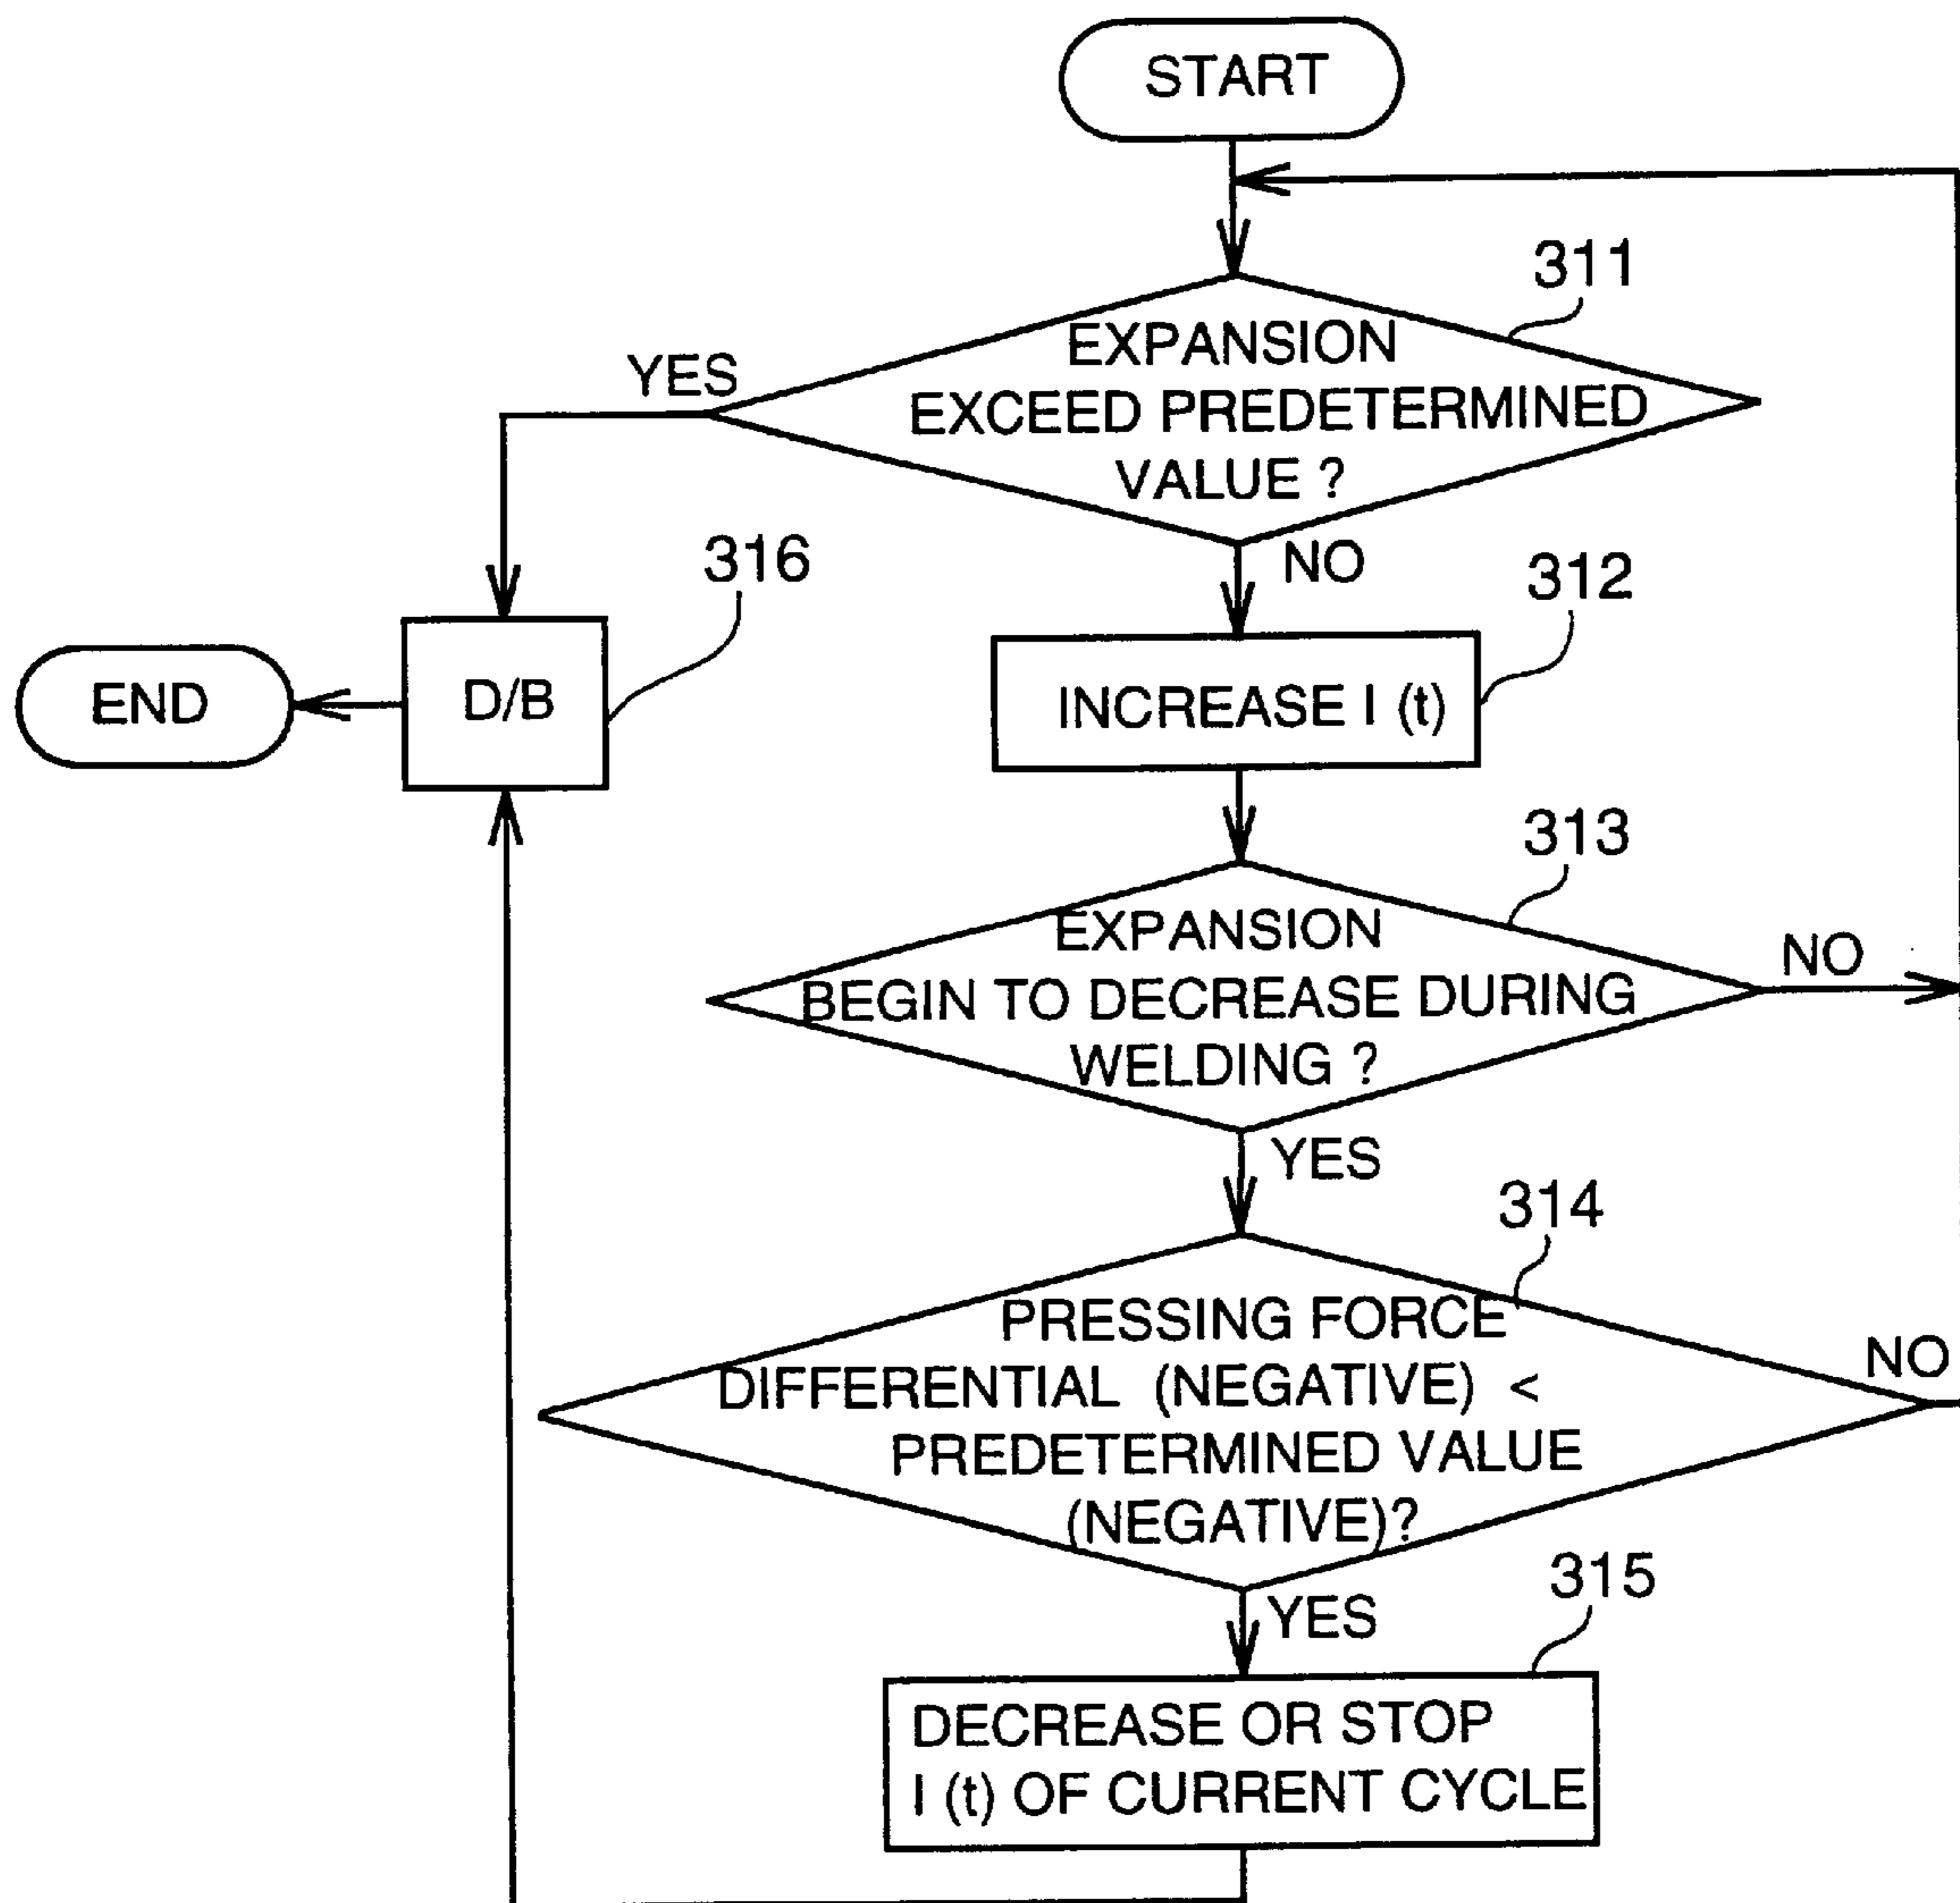 START
311
EXPANSION
EXCEED PREDETERMINED
VALUE ?
YES
NO
316
312
END
D/B
INCREASE I (t)
313
EXPANSION
BEGIN TO DECREASE DURING
WELDING ?
NO
YES
314
PRESSING FORCE
DIFFERENTIAL (NEGATIVE) <
PREDETERMINED VALUE
(NEGATIVE)?
NO
YES
315
DECREASE OR STOP
I (t) OF CURRENT CYCLE